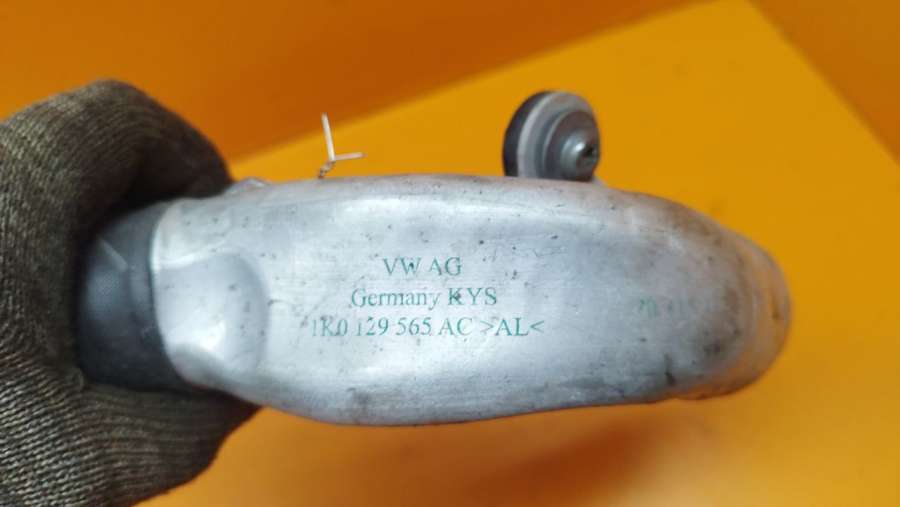 VW AG
Germany KYS
1K0 129 565 AC >AL<